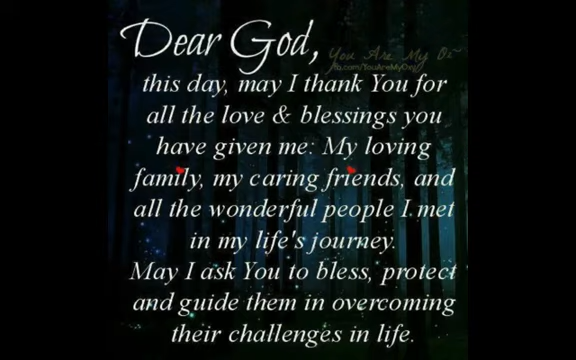 Dear God,
You Are My
fb.com/YouAreMyOne
this day, may I thank You for
all the love & blessings you
have given me: My loving
family, my caring friends, and
all the wonderful people I met
in my life's journey.
May I ask You to bless, protect
and guide them in overcoming
their challenges in life.